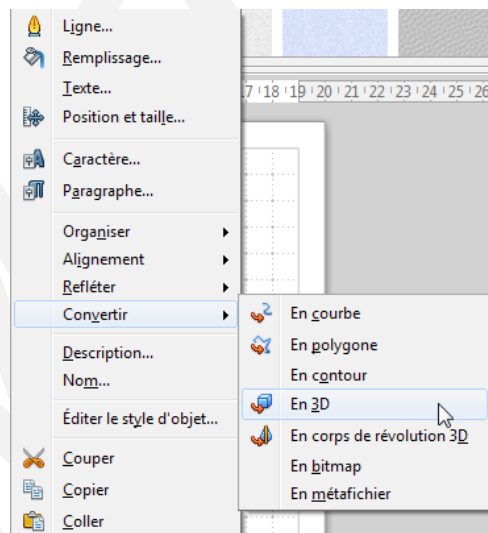 Ligne...
Remplissage...
Texte...
17 18 19 20 21 22 23 24 25 26
Position et taille...
Caractère...
Paragraphe...
Organiser
Alignement
Refléter
Convertir
En courbe
En polygone
En contour
En 3D
En corps de révolution 3D
En bitmap
En métafichier
Description...
Nom...
Éditer le style d'objet...
Couper
Copier
Coller